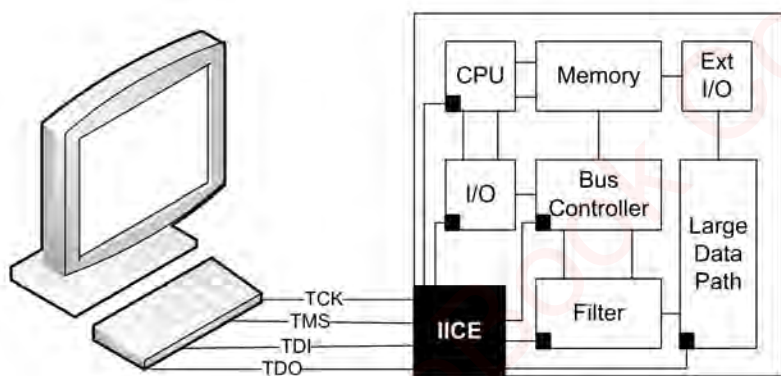 CPU
Memory
Ext
I/O
I/O
Bus
Controller
Large
Data
Path
Filter
IICE
TCK
TMS
TDI
TDO